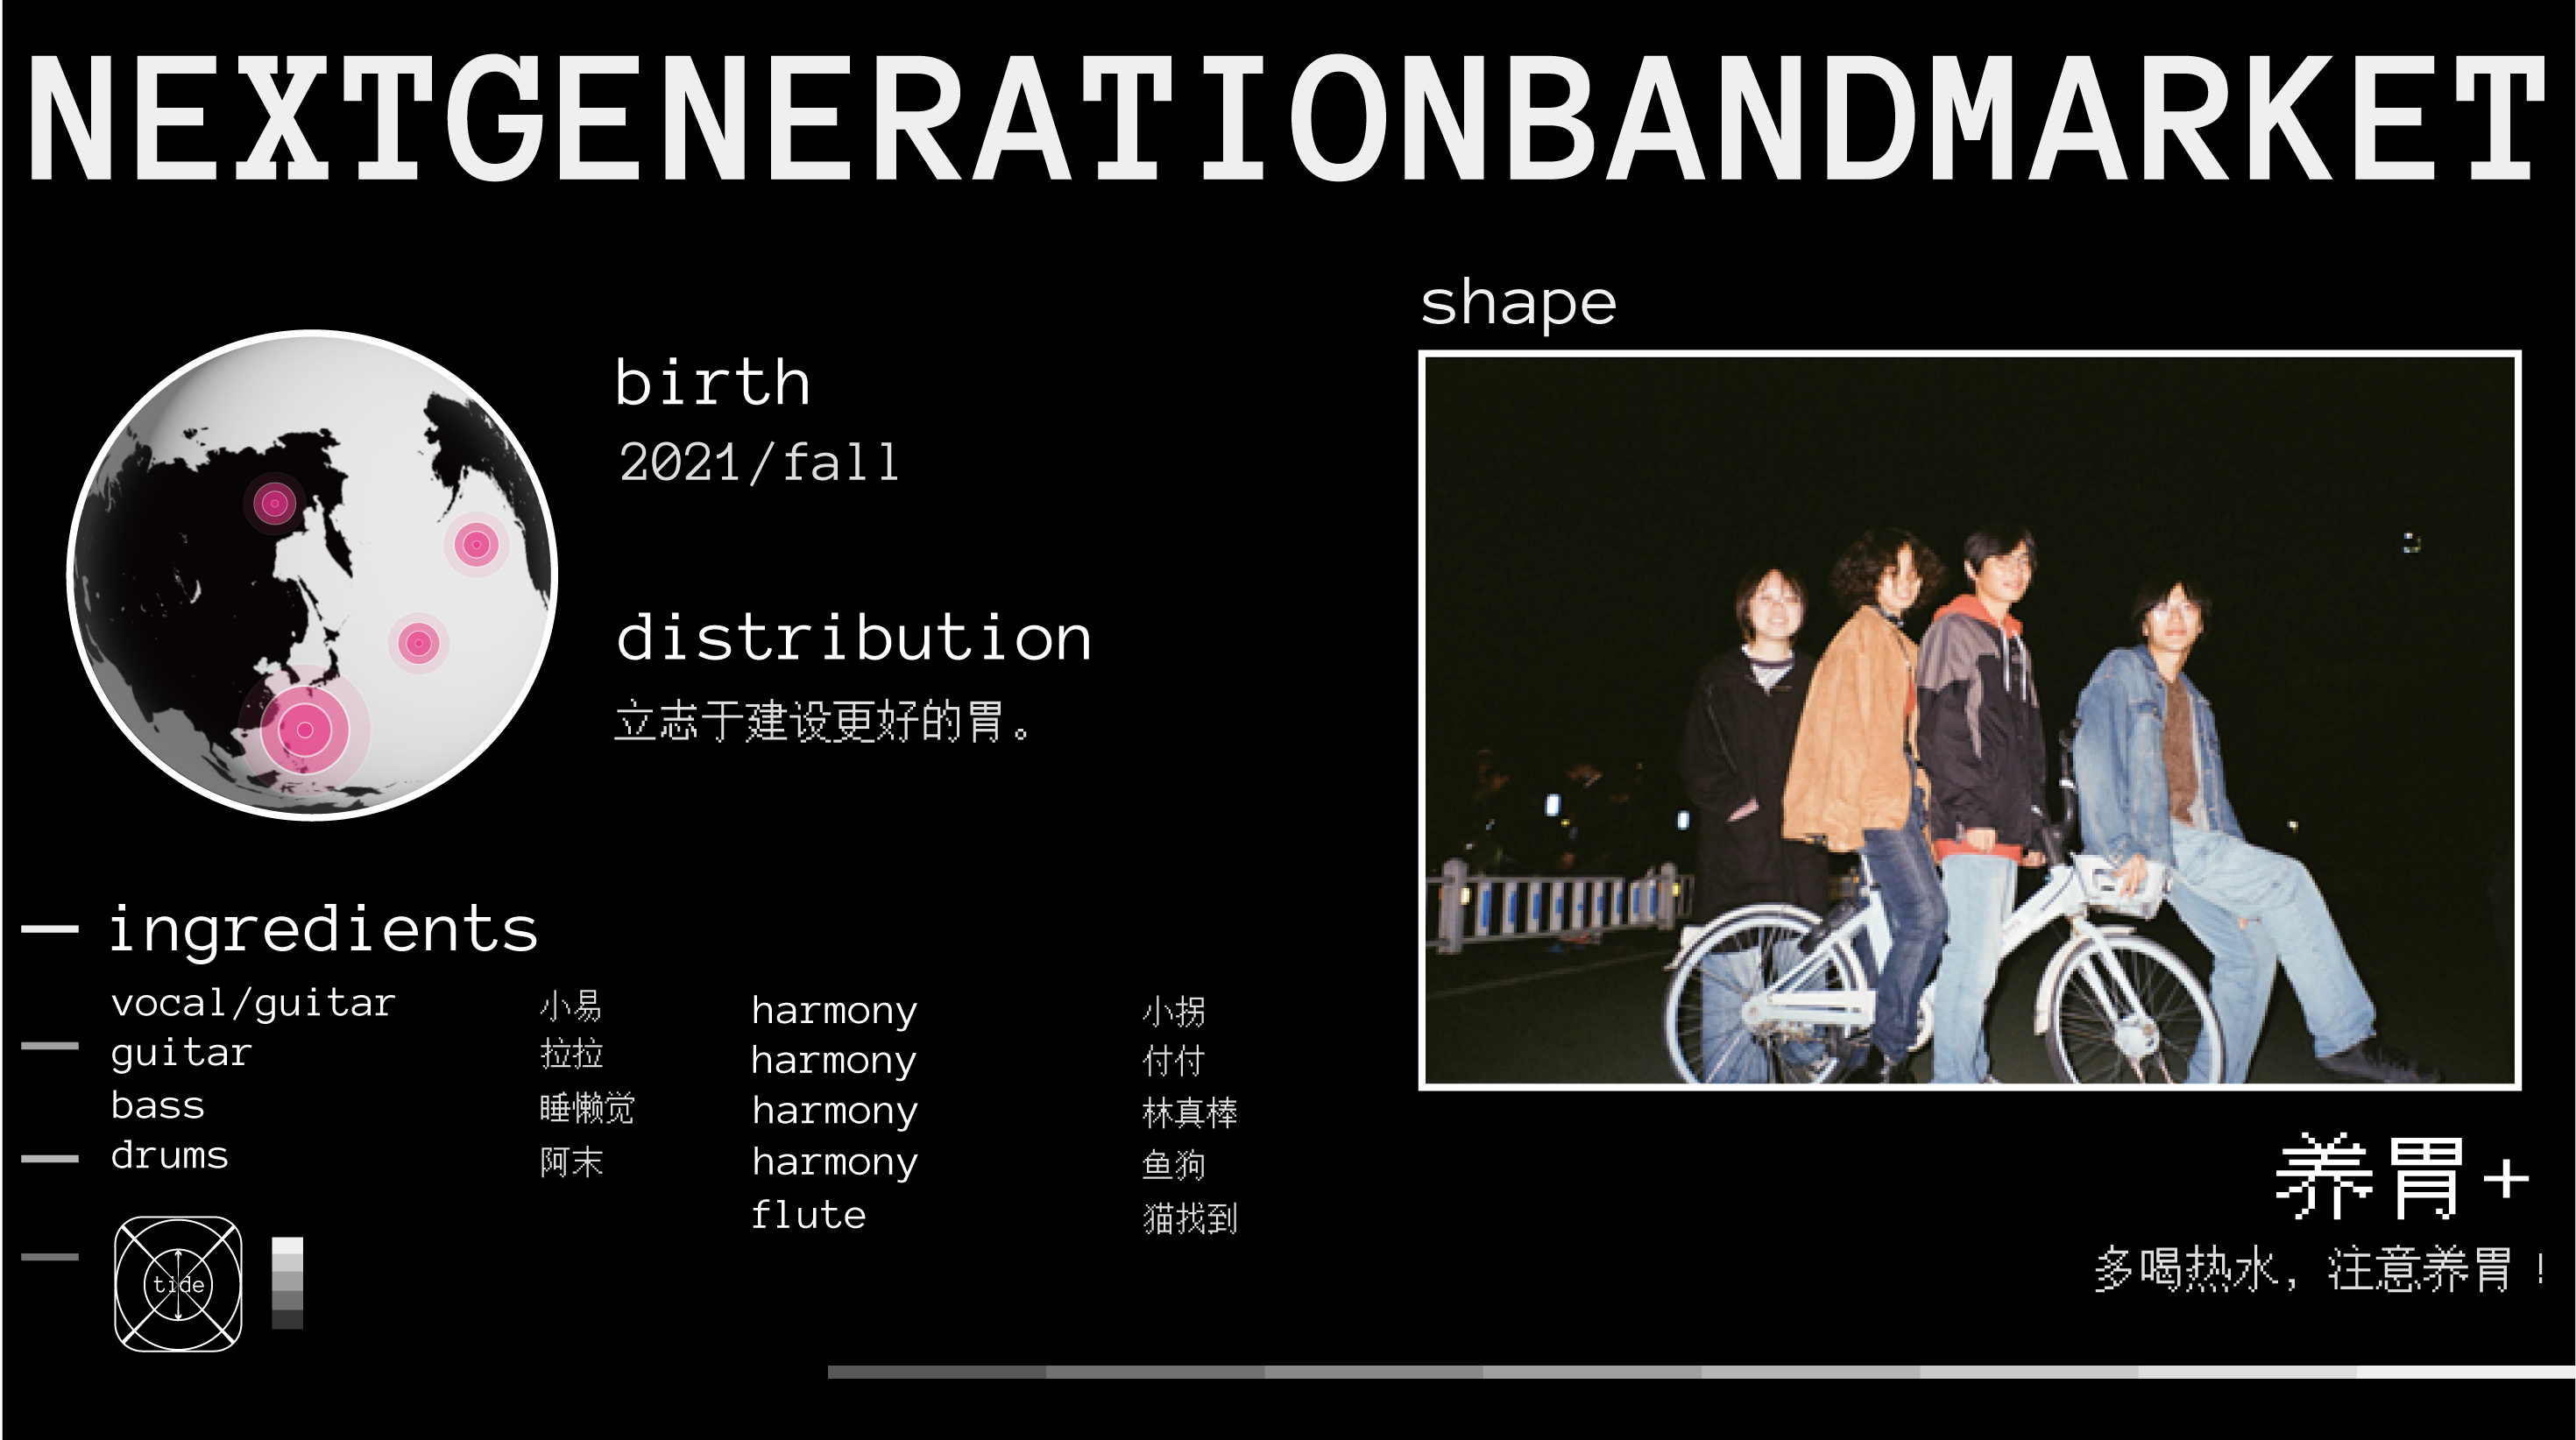 NEXTGENERATIONBANDMARKET
shape
birth
2021/fall
distribution
立志于建设更好的胃。
ingredients
vocal/guitar 小易
guitar 拉拉
bass 睡懒觉
drums 阿末
harmony 小拐
harmony 付付
harmony 林真棒
harmony 鱼狗
flute 猫找到
tide
养胃+
多喝热水，注意养胃！